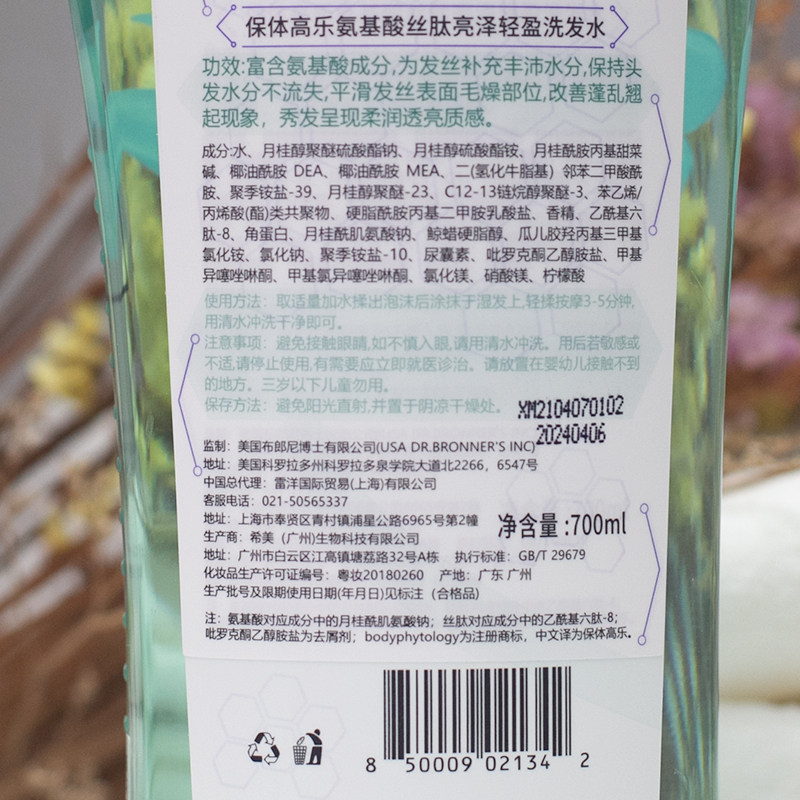 保体高乐氨基酸丝肽亮泽轻盈洗发水
功效:富含氨基酸成分,为发丝补充丰沛水分,保持头
发水分不流失,平滑发丝表面毛燥部位,改善蓬乱翘
起现象，秀发呈现柔润透亮质感。
成分:水、月桂醇聚醚硫酸酯钠、月桂醇硫酸酯铵、月桂酰胺丙基甜菜
碱、椰油酰胺 DEA、椰油酰胺 MEA、二(氢化牛脂基) 邻苯二甲酸酰
胺、聚季铵盐-39、月桂醇聚醚-23、C12-13链烷醇聚醚-3、苯乙烯/
丙烯酸(酯)类共聚物、硬脂酰胺丙基二甲胺乳酸盐、香精、乙酰基六
肽-8、角蛋白、月桂酰肌氨酸钠、鲸蜡硬脂醇、瓜儿胶羟丙基三甲基
氯化铵、氯化钠、聚季铵盐-10、尿囊素、吡罗克酮乙醇胺盐、甲基
异噻唑啉酮、甲基氯异噻唑啉酮、氯化镁、硝酸镁、柠檬酸
使用方法：取适量加水揉出泡沫后涂抹于湿发上,轻揉按摩3-5分钟,
用清水冲洗干净即可。
注意事项：避免接触眼睛,如不慎入眼,请用清水冲洗。用后若敏感或
不适,请停止使用,有需要应立即就医诊治。请放置在婴幼儿接触不到
的地方。三岁以下儿童勿用。
保存方法：避免阳光直射,并置于阴凉干燥处。
XM2104070102
20240406
监制：美国布郎尼博士有限公司(USA DR.BRONNER'S INC)
地址：美国科罗拉多州科罗拉多泉学院大道北2266，6547号
中国总代理：雷洋国际贸易(上海)有限公司
客服电话：021-50565337
地址：上海市奉贤区青村镇浦星公路6965号第2幢
净含量:700ml
生产商：希美（广州)生物科技有限公司
地址：广州市白云区江高镇塘荔路32号A栋 执行标准：GB/T 29679
化妆品生产许可证编号：粤妆20180260 产地：广东 广州
生产批号及限期使用日期(年月日)见标注（合格品）
注：氨基酸对应成分中的月桂酰肌氨酸钠；丝肽对应成分中的乙酰基六肽-8；
吡罗克酮乙醇胺盐为去屑剂；bodyphytology为注册商标，中文译为保体高乐。
8 50009 02134 2